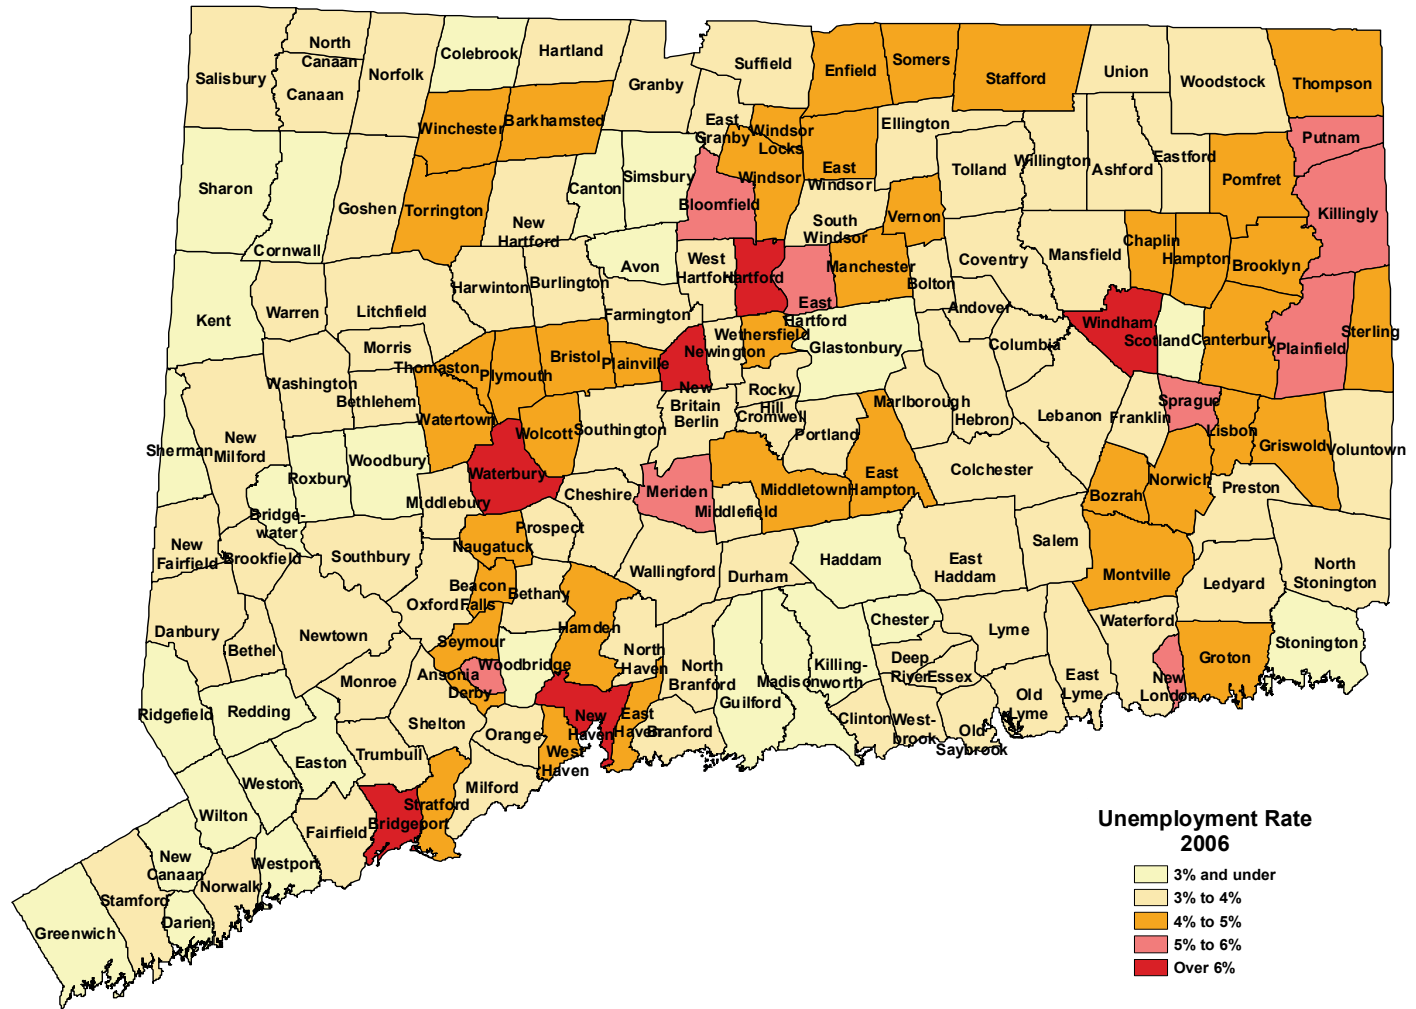 North
Canaan
Colebrook
Hartland
Salisbury
Norfolk
Canaan
Granby
Suffield
Enfield
Somers
Stafford
Union
Woodstock
Thompson
Winchester
Barkhamsted
East
Granby
Windsor
Locks
East
Windsor
Ellington
Tolland
Willington
Ashford
Eastford
Pomfret
Putnam
Killingly
Sharon
Cornwall
Goshen
Torrington
New
Hartford
Canton
Simsbury
Bloomfield
Windsor
South
Windsor
Vernon
Manchester
Bolton
Coventry
Mansfield
Chaplin
Hampton
Brooklyn
Kent
Warren
Litchfield
Harwinton
Burlington
Avon
West
Hartford
Hartford
East
Hartford
Farmington
Andover
Columbia
Windham
Scotland
Canterbury
Plainfield
Sterling
Morris
Washington
Bethlehem
Thomaston
Plymouth
Bristol
Plainville
Newington
Wethersfield
Glastonbury
New
Britain
Berlin
Rocky
Hill
Cromwell
Portland
Marlborough
Hebron
Lebanon
Franklin
Sprague
Lisbon
Griswold
Voluntown
Sherman
New
Milford
Roxbury
Woodbury
Watertown
Wolcott
Southington
Waterbury
Middlebury
Cheshire
Meriden
Middletown
Middlefield
East
Hampton
Colchester
Bozrah
Norwich
Preston
Bridge-
water
New
Fairfield
Brookfield
Southbury
Naugatuck
Prospect
Wallingford
Durham
Haddam
East
Haddam
Salem
Montville
Ledyard
North
Stonington
Danbury
Bethel
Newtown
Oxford
Beacon
Falls
Bethany
Seymour
Hamden
North
Haven
North
Branford
Woodbridge
Ansonia
Derby
Guilford
Madison
Killing-
worth
Chester
Deep
River
Essex
Lyme
East
Lyme
Waterford
New
London
Groton
Stonington
Ridgefield
Redding
Monroe
Shelton
Orange
New
Haven
East
Haven
Branford
West
Haven
Clinton
West-
brook
Old
Saybrook
Old
Lyme
Easton
Trumbull
Weston
Milford
Stratford
Bridgeport
Wilton
Fairfield
New
Canaan
Westport
Norwalk
Stamford
Darien
Greenwich
Unemployment Rate
2006
3% and under
3% to 4%
4% to 5%
5% to 6%
Over 6%